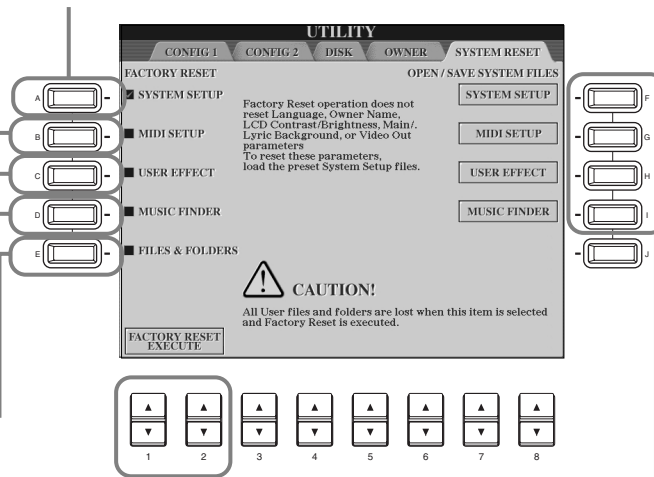 UTILITY
CONFIG 1 CONFIG 2 DISK OWNER SYSTEM RESET
FACTORY RESET OPEN / SAVE SYSTEM FILES
A SYSTEM SETUP SYSTEM SETUP F
Factory Reset operation does not
reset Language, Owner Name,
LCD Contrast/Brightness, Main/.
Lyric Background, or Video Out
parameters
To reset these parameters,
load the preset System Setup files.
B MIDI SETUP MIDI SETUP G
C USER EFFECT USER EFFECT H
D MUSIC FINDER MUSIC FINDER I
E FILES & FOLDERS J
CAUTION!
All User files and folders are lost when this item is selected
and Factory Reset is executed.
FACTORY RESET
EXECUTE
1 2 3 4 5 6 7 8